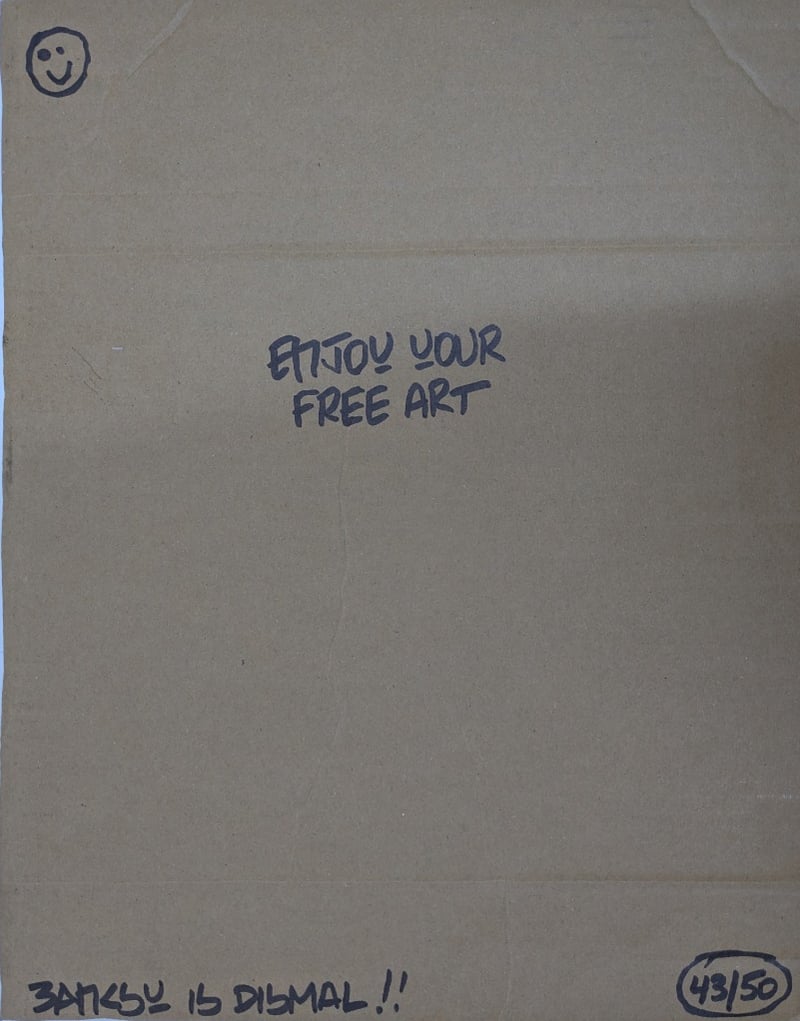 ENJOY YOUR
FREE ART
BANKSY IS DISMAL !!
43/50